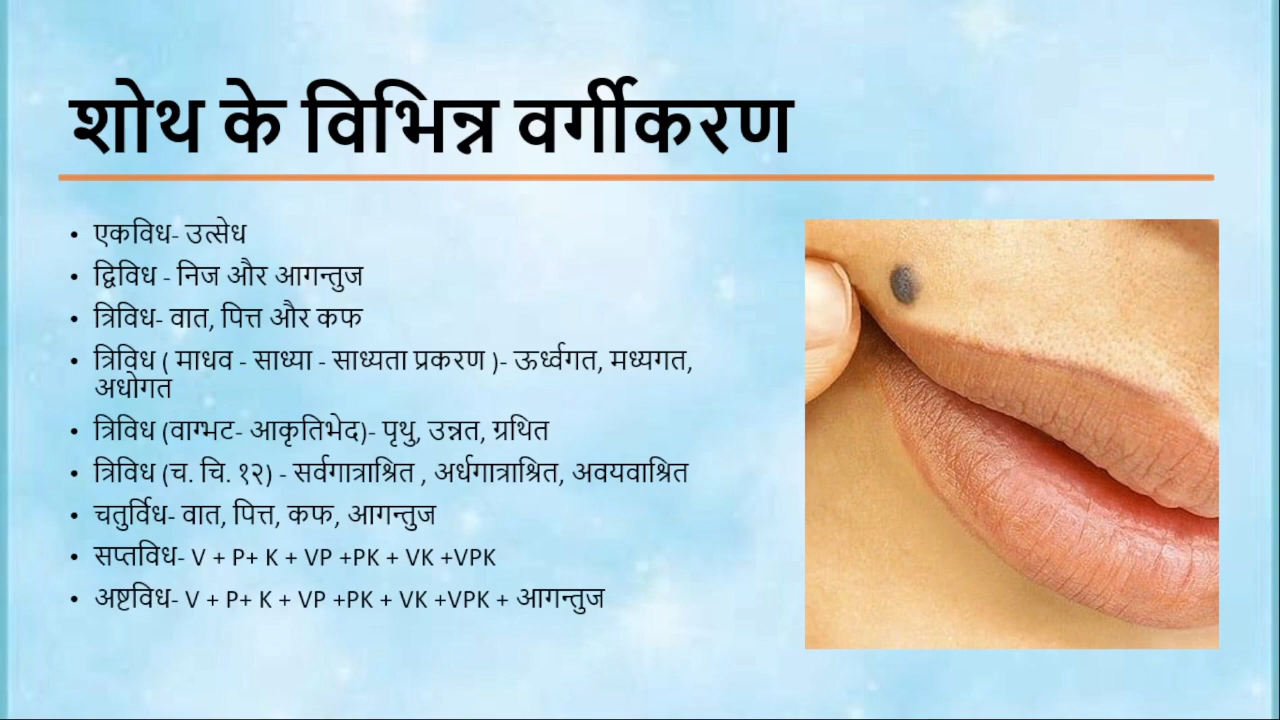 शोथ के विभिन्न वर्गीकरण
• एकविध- उत्सेध
• द्विविध - निज और आगन्तुज
• त्रिविध- वात, पित्त और कफ
• त्रिविध ( माधव - साध्या - साध्यता प्रकरण )- ऊर्ध्वगत, मध्यगत,
अधोगत
• त्रिविध (वाग्भट- आकृतिभेद)- पृथु, उन्नत, ग्रथित
• त्रिविध (च. चि. १२) - सर्वगात्राश्रित , अर्धगात्राश्रित, अवयवाश्रित
• चतुर्विध- वात, पित्त, कफ, आगन्तुज
• सप्तविध- V + P+ K + VP +PK + VK +VPK
• अष्टविध- V + P+ K + VP +PK + VK +VPK + आगन्तुज